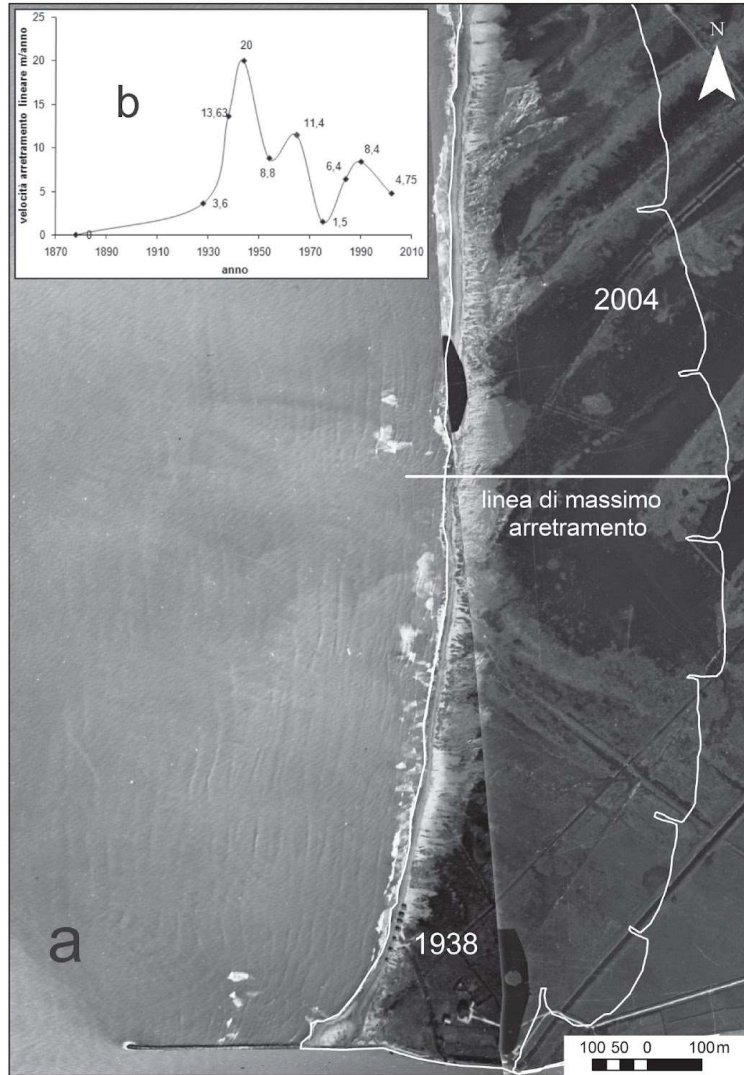 25
20
15
10
5
0
velocità arretramento lineare m/anno
b
0
3,6
13,63
20
8,8
11,4
1,5
6,4
8,4
4,75
1870 1890 1910 1930 1950 1970 1990 2010
anno
N
2004
linea di massimo
arretramento
1938
a
100 50 0 100m